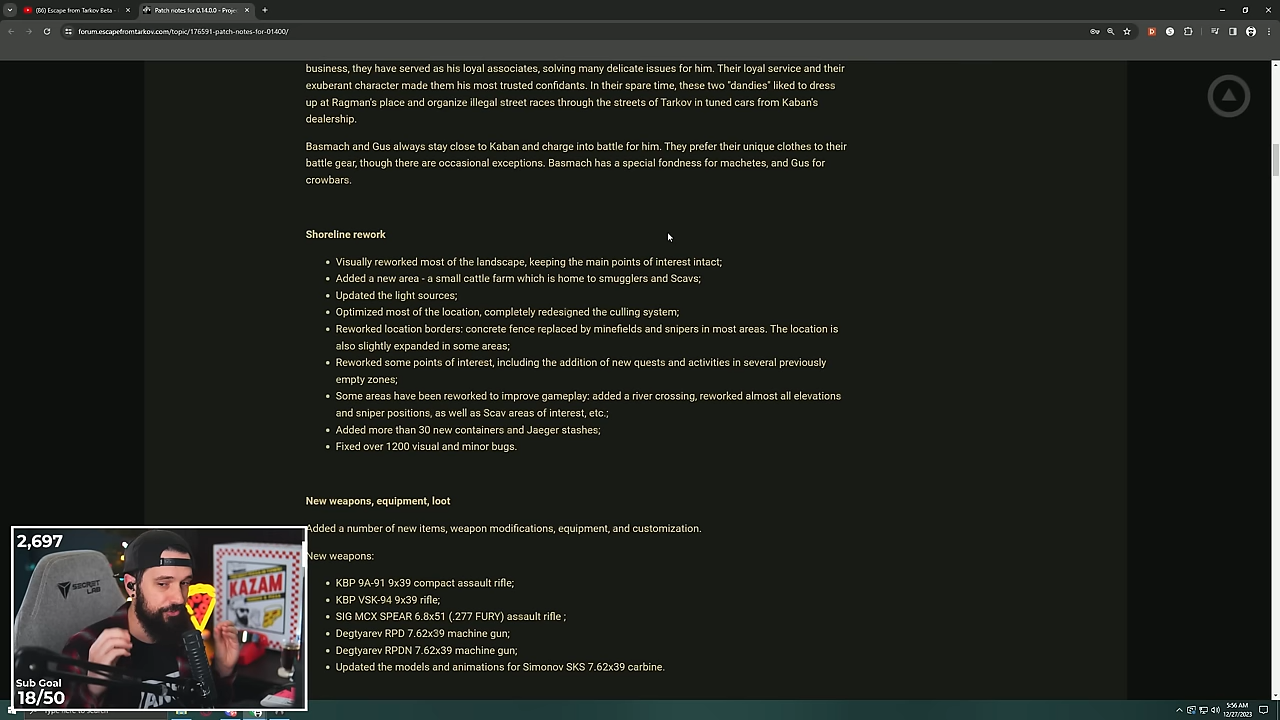 (86) Escape from Tarkov Beta -
Patch notes for 0.14.0.0 - Proje
forum.escapefromtarkov.com/topic/176591-patch-notes-for-01400/
business, they have served as his loyal associates, solving many delicate issues for him. Their loyal service and their
exuberant character made them his most trusted confidants. In their spare time, these two "dandies" liked to dress
up at Ragman's place and organize illegal street races through the streets of Tarkov in tuned cars from Kaban's
dealership.
Basmach and Gus always stay close to Kaban and charge into battle for him. They prefer their unique clothes to their
battle gear, though there are occasional exceptions. Basmach has a special fondness for machetes, and Gus for
crowbars.
Shoreline rework
Visually reworked most of the landscape, keeping the main points of interest intact;
Added a new area - a small cattle farm which is home to smugglers and Scavs;
Updated the light sources;
Optimized most of the location, completely redesigned the culling system;
Reworked location borders: concrete fence replaced by minefields and snipers in most areas. The location is
also slightly expanded in some areas;
Reworked some points of interest, including the addition of new quests and activities in several previously
empty zones;
Some areas have been reworked to improve gameplay: added a river crossing, reworked almost all elevations
and sniper positions, as well as Scav areas of interest, etc.;
Added more than 30 new containers and Jaeger stashes;
Fixed over 1200 visual and minor bugs.
New weapons, equipment, loot
Added a number of new items, weapon modifications, equipment, and customization.
New weapons:
KBP 9A-91 9x39 compact assault rifle;
KBP VSK-94 9x39 rifle;
SIG MCX SPEAR 6.8x51 (.277 FURY) assault rifle ;
Degtyarev RPD 7.62x39 machine gun;
Degtyarev RPDN 7.62x39 machine gun;
Updated the models and animations for Simonov SKS 7.62x39 carbine.
2,697
SECRET
LAB
KAZAM
Sub Goal
18/50
5:56 AM
12/27/2023